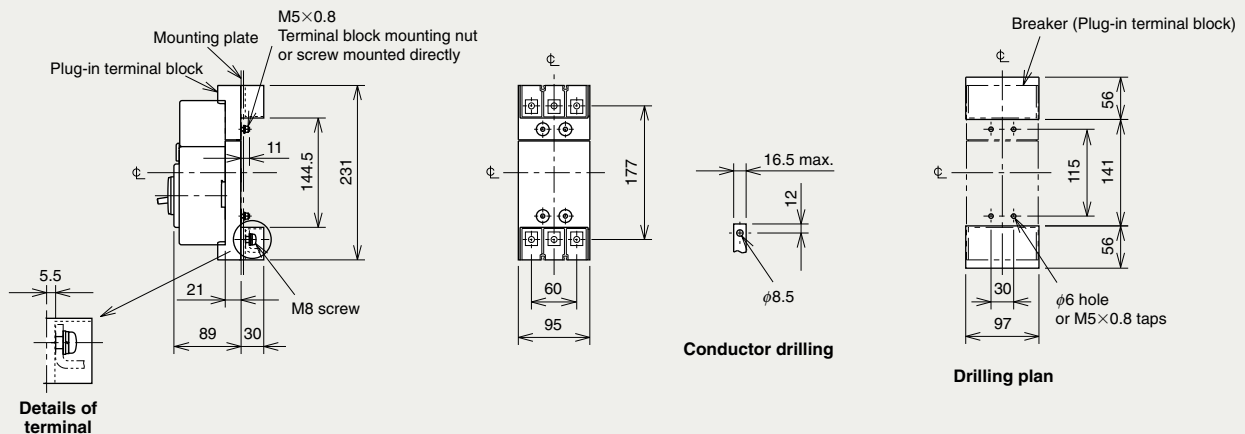 M5×0.8
Terminal block mounting nut
or screw mounted directly
Mounting plate
Plug-in terminal block
℄
11
144.5
231
21
M8 screw
89
30
5.5
Details of
terminal
℄
℄
177
60
95
16.5 max.
12
φ8.5
Conductor drilling
Breaker (Plug-in terminal block)
℄
℄
56
115
141
56
30
97
φ6 hole
or M5×0.8 taps
Drilling plan